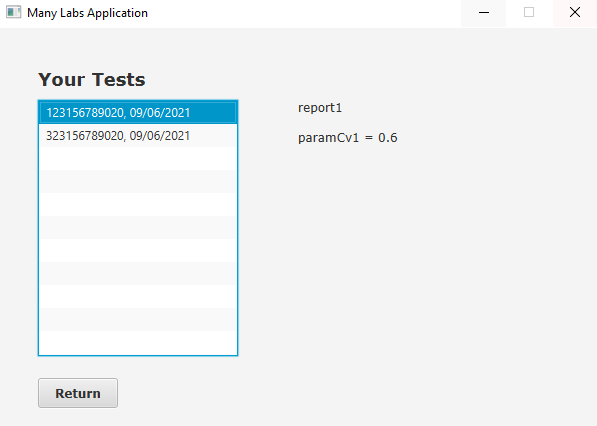 Many Labs Application
Your Tests
123156789020, 09/06/2021
323156789020, 09/06/2021
report1
paramCv1 = 0.6
Return